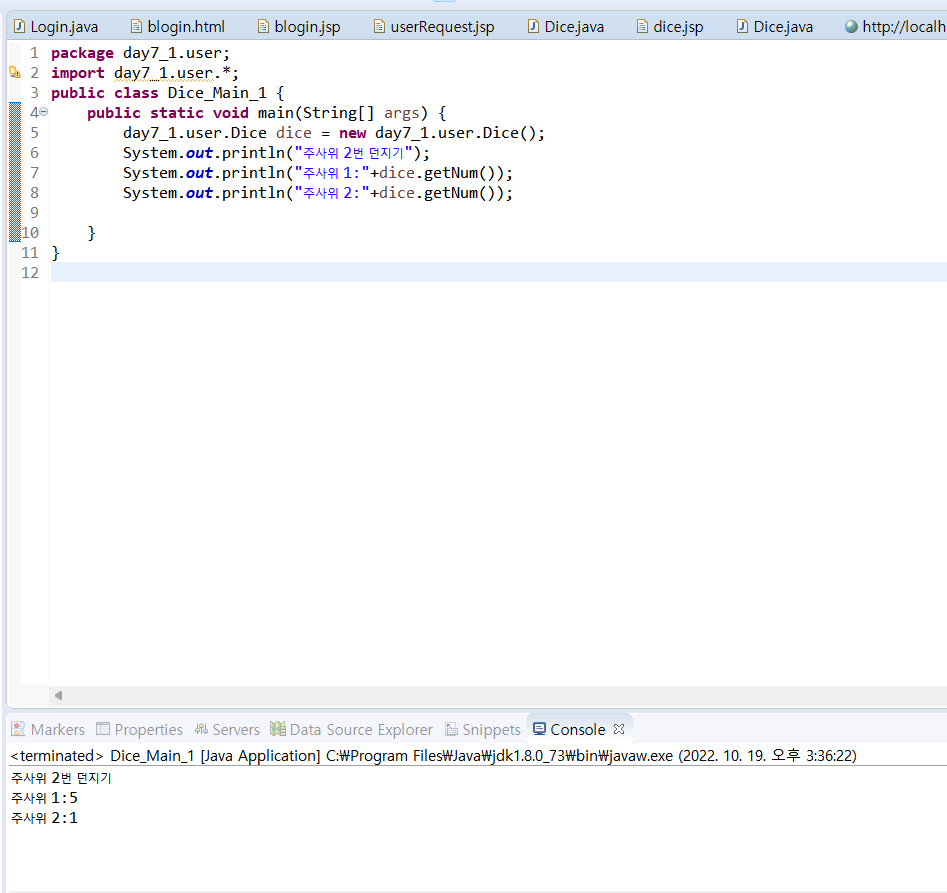 Login.java blogin.html blogin.jsp userRequest.jsp Dice.java dice.jsp Dice.java http://localh
1 package day7_1.user;
2 import day7_1.user.*;
3 public class Dice_Main_1 {
4 public static void main(String[] args) {
5 day7_1.user.Dice dice = new day7_1.user.Dice();
6 System.out.println("주사위 2번 던지기");
7 System.out.println("주사위 1:"+dice.getNum());
8 System.out.println("주사위 2:"+dice.getNum());
9
10 }
11 }
12
Markers Properties Servers Data Source Explorer Snippets Console
<terminated> Dice_Main_1 [Java Application] C:₩Program Files₩Java₩jdk1.8.0_73₩bin₩javaw.exe (2022. 10. 19. 오후 3:36:22)
주사위 2번 던지기
주사위 1:5
주사위 2:1